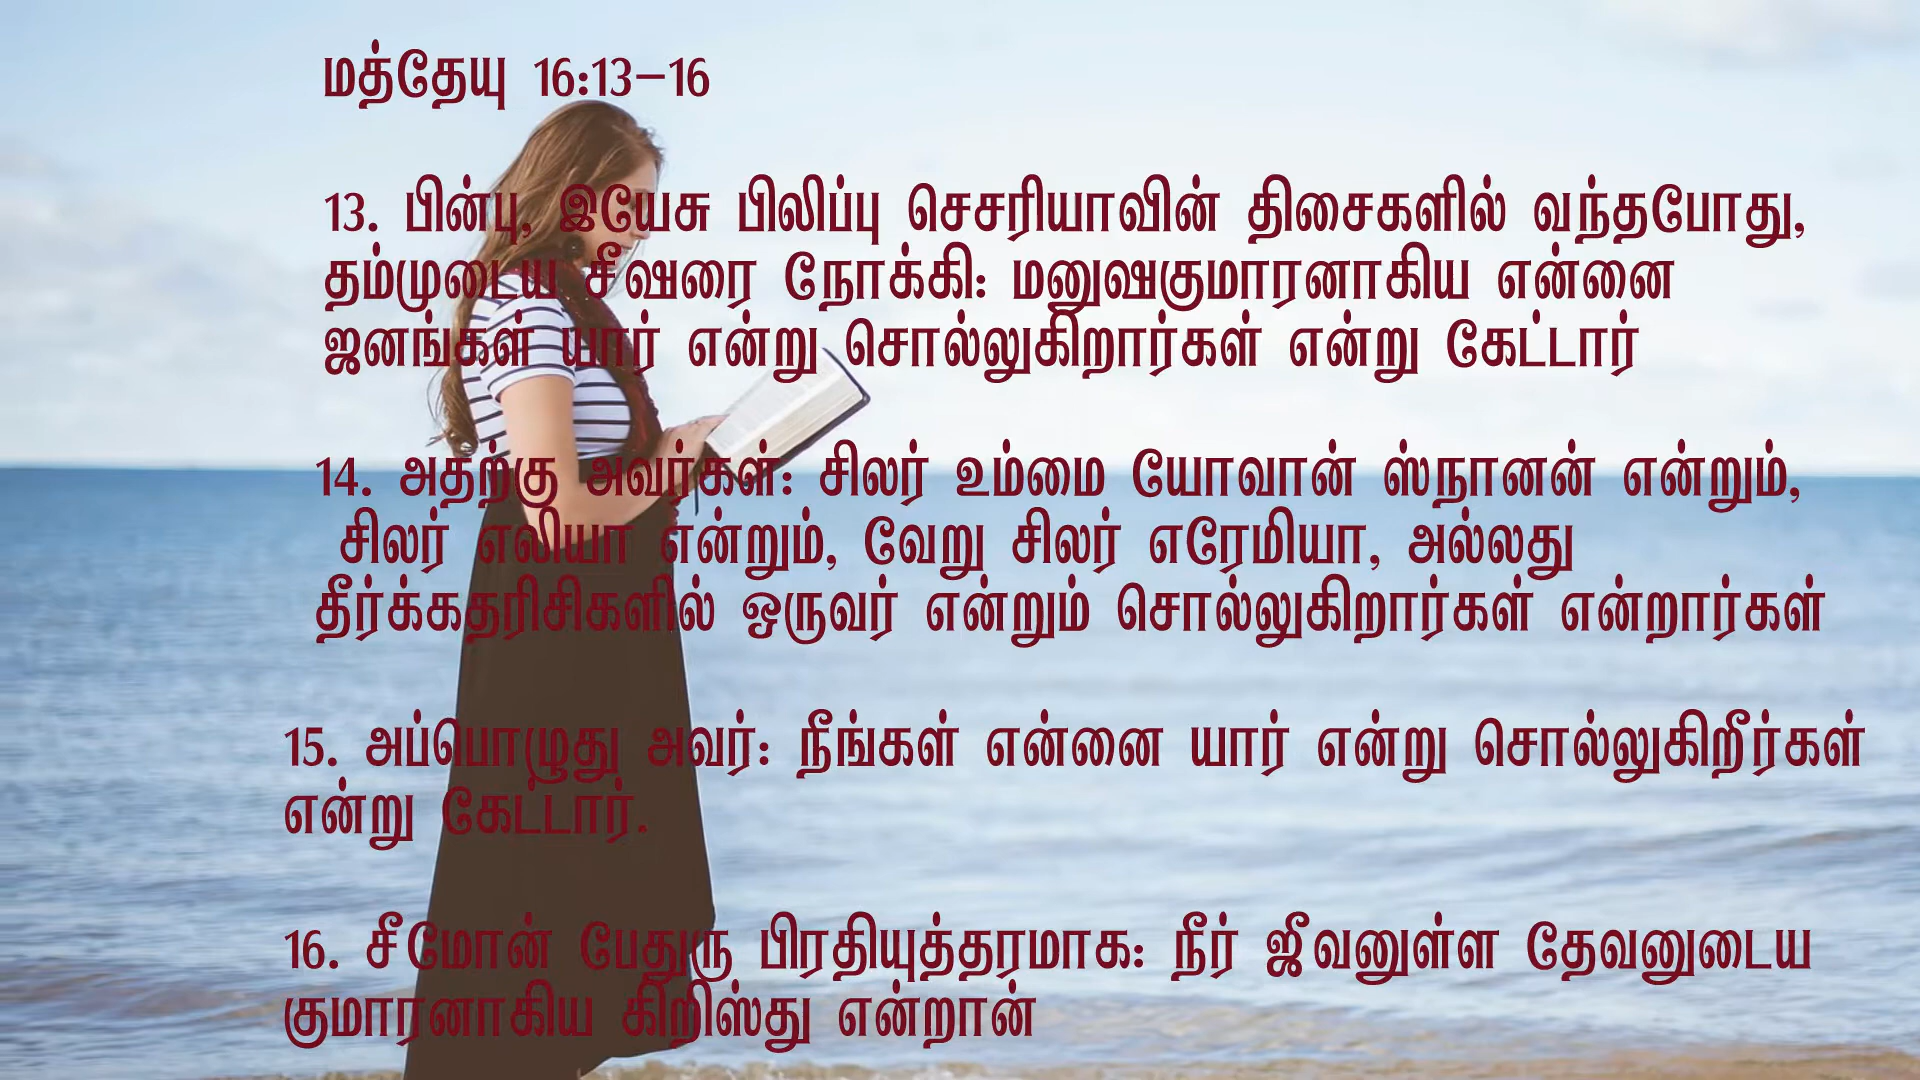 மத்தேயு 16:13-16
13. பின்பு, இயேசு பிலிப்பு செசரியாவின் திசைகளில் வந்தபோது,
தம்முடைய சீஷரை நோக்கி: மனுஷகுமாரனாகிய என்னை
ஜனங்கள் யார் என்று சொல்லுகிறார்கள் என்று கேட்டார்
14. அதற்கு அவர்கள்: சிலர் உம்மை யோவான் ஸ்நானன் என்றும்,
சிலர் எலியா என்றும், வேறு சிலர் எரேமியா, அல்லது
தீர்க்கதரிசிகளில் ஒருவர் என்றும் சொல்லுகிறார்கள் என்றார்கள்
15. அப்பொழுது அவர்: நீங்கள் என்னை யார் என்று சொல்லுகிறீர்கள்
என்று கேட்டார்.
16. சீமோன் பேதுரு பிரதியுத்தரமாக: நீர் ஜீவனுள்ள தேவனுடைய
குமாரனாகிய கிறிஸ்து என்றான்